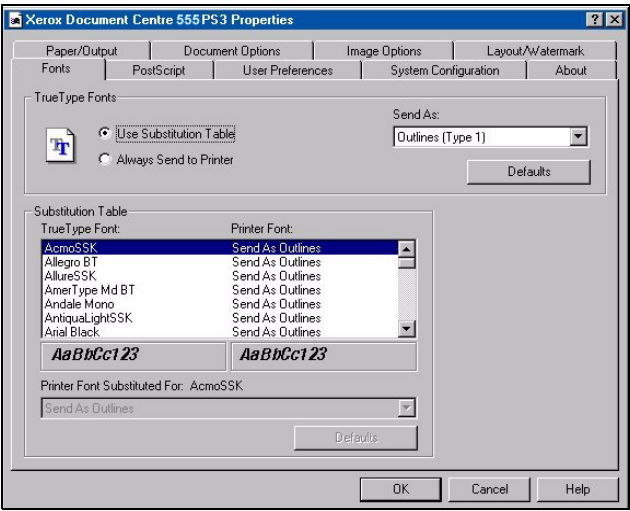 Xerox Document Centre 555PS3 Properties
Paper/Output Document Options Image Options Layout/Watermark
Fonts PostScript User Preferences System Configuration About
TrueType Fonts
Send As:
Use Substitution Table
Outlines (Type 1)
Always Send to Printer
Defaults
Substitution Table
TrueType Font: Printer Font:
AcmoSSK Send As Outlines
Allegro BT Send As Outlines
AllureSSK Send As Outlines
AmerType Md BT Send As Outlines
Andale Mono Send As Outlines
AntiquaLightSSK Send As Outlines
Arial Black Send As Outlines
AaBbCc123 AaBbCc123
Printer Font Substituted For: AcmoSSK
Send As Outlines
Defaults
OK Cancel Help